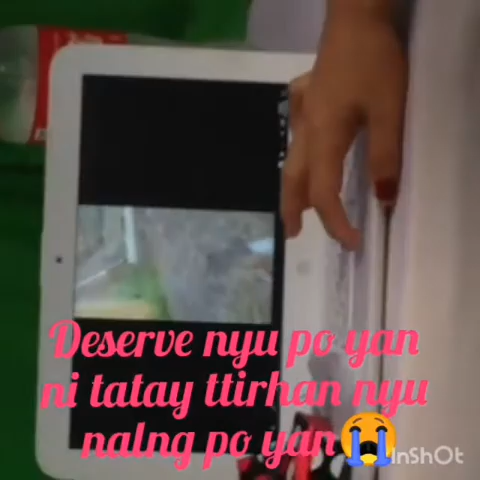 Deserve nyu po yan
ni tatay ttirhan nyu
nalng po yan😭
InShOt